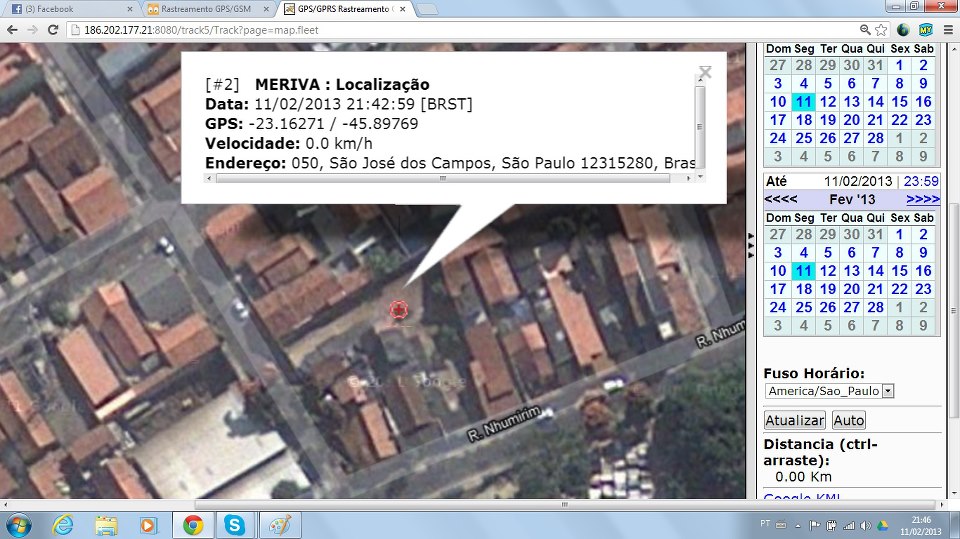 (3) Facebook
Rastreamento GPS/GSM
GPS/GPRS Rastreamento (
186.202.177.21:8080/track5/Track?page=map.fleet
[#2] MERIVA : Localização
Data: 11/02/2013 21:42:59 [BRST]
GPS: -23.16271 / -45.89769
Velocidade: 0.0 km/h
Endereço: 050, São José dos Campos, São Paulo 12315280, Bras
R. Nhumirim
R. Nhum
Dom Seg Ter Qua Qui Sex Sab
27 28 29 30 31 1 2
3 4 5 6 7 8 9
10 11 12 13 14 15 16
17 18 19 20 21 22 23
24 25 26 27 28 1 2
3 4 5 6 7 8 9
Até 11/02/2013 | 23:59
<<<< Fev '13 >>>>
Dom Seg Ter Qua Qui Sex Sab
27 28 29 30 31 1 2
3 4 5 6 7 8 9
10 11 12 13 14 15 16
17 18 19 20 21 22 23
24 25 26 27 28 1 2
3 4 5 6 7 8 9
Fuso Horário:
America/Sao_Paulo
Atualizar Auto
Distancia (ctrl-
arraste):
0.00 Km
Google KML
PT
21:46
11/02/2013